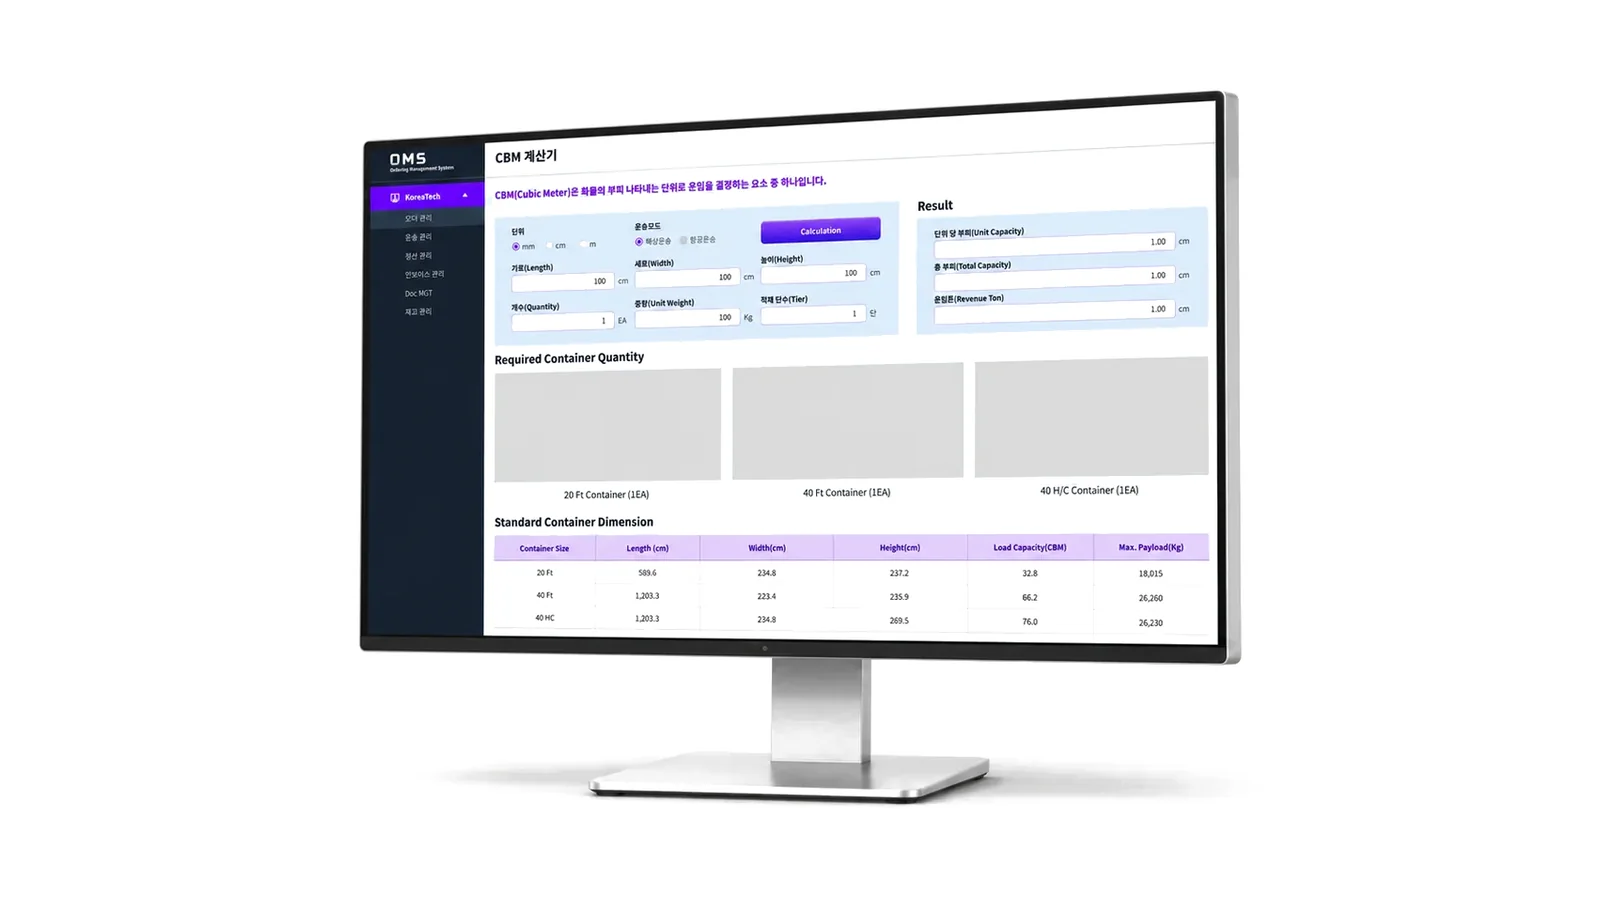 OMS
Ordering Management System
KoreaTech
오더 관리
운송 관리
정산 관리
인보이스 관리
Doc MGT
재고 관리
CBM 계산기
CBM(Cubic Meter)은 화물의 부피 나타내는 단위로 운임을 결정하는 요소 중 하나입니다.
단위
mm cm m
운송모드
해상운송 항공운송
Calculation
가로(Length)
100 cm
세로(Width)
100 cm
높이(Height)
100 cm
개수(Quantity)
1 EA
중량(Unit Weight)
100 Kg
적재 단수(Tier)
1 단
Result
단위 당 부피(Unit Capacity)
1.00 cm
총 부피(Total Capacity)
1.00 cm
운임톤(Revenue Ton)
1.00 cm
Required Container Quantity
20 Ft Container (1EA)
40 Ft Container (1EA)
40 H/C Container (1EA)
Standard Container Dimension
Container Size Length (cm) Width(cm) Height(cm) Load Capacity(CBM) Max. Payload(Kg)
20 Ft 589.6 234.8 237.2 32.8 18,015
40 Ft 1,203.3 223.4 235.9 66.2 26,260
40 HC 1,203.3 234.8 269.5 76.0 26,230